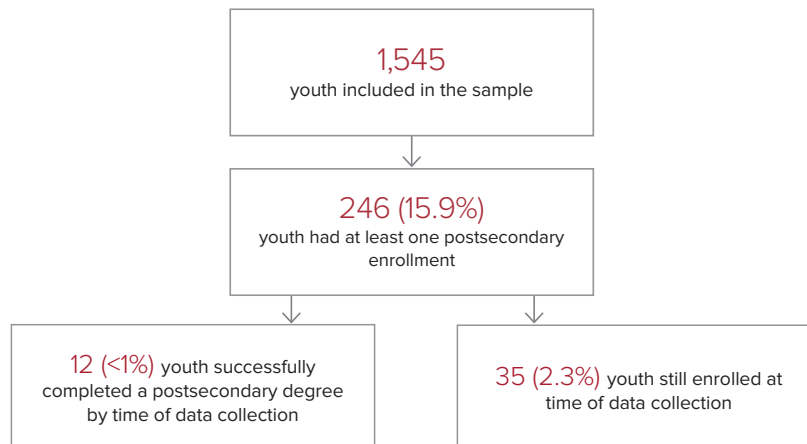 1,545
youth included in the sample
246 (15.9%)
youth had at least one postsecondary
enrollment
12 (<1%) youth successfully
completed a postsecondary degree
by time of data collection
35 (2.3%) youth still enrolled at
time of data collection